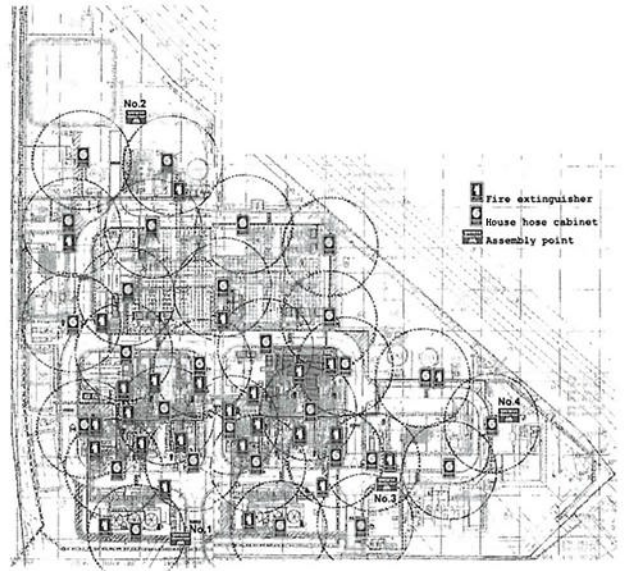 No.2
Fire extinguisher
House hose cabinet
Assembly point
No.4
No.3
No.1